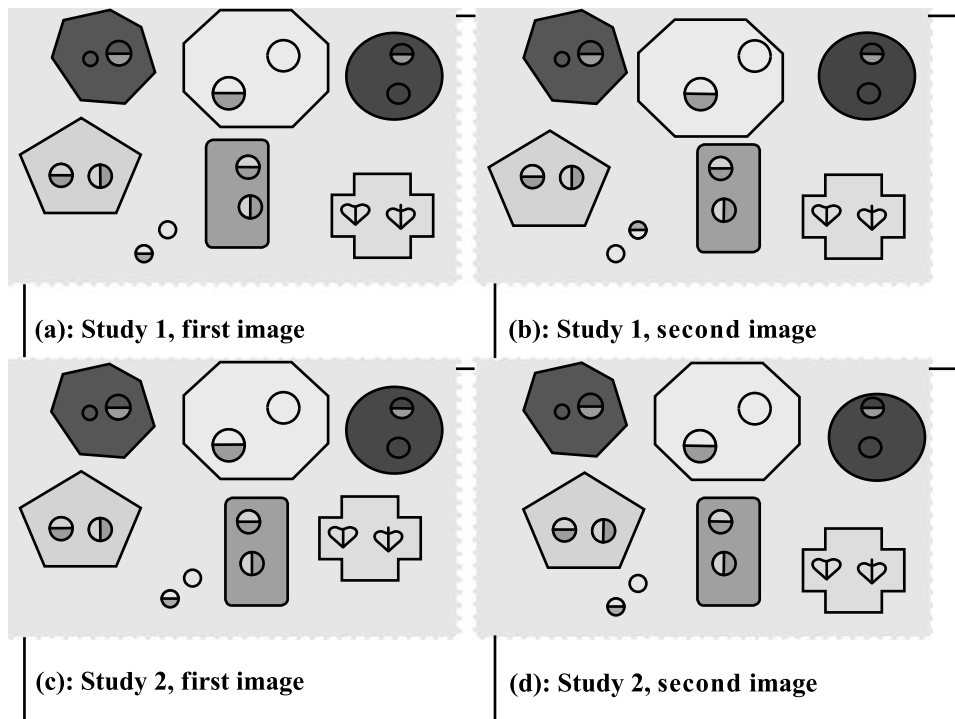 (a): Study 1, first image
(b): Study 1, second image
(c): Study 2, first image
(d): Study 2, second image